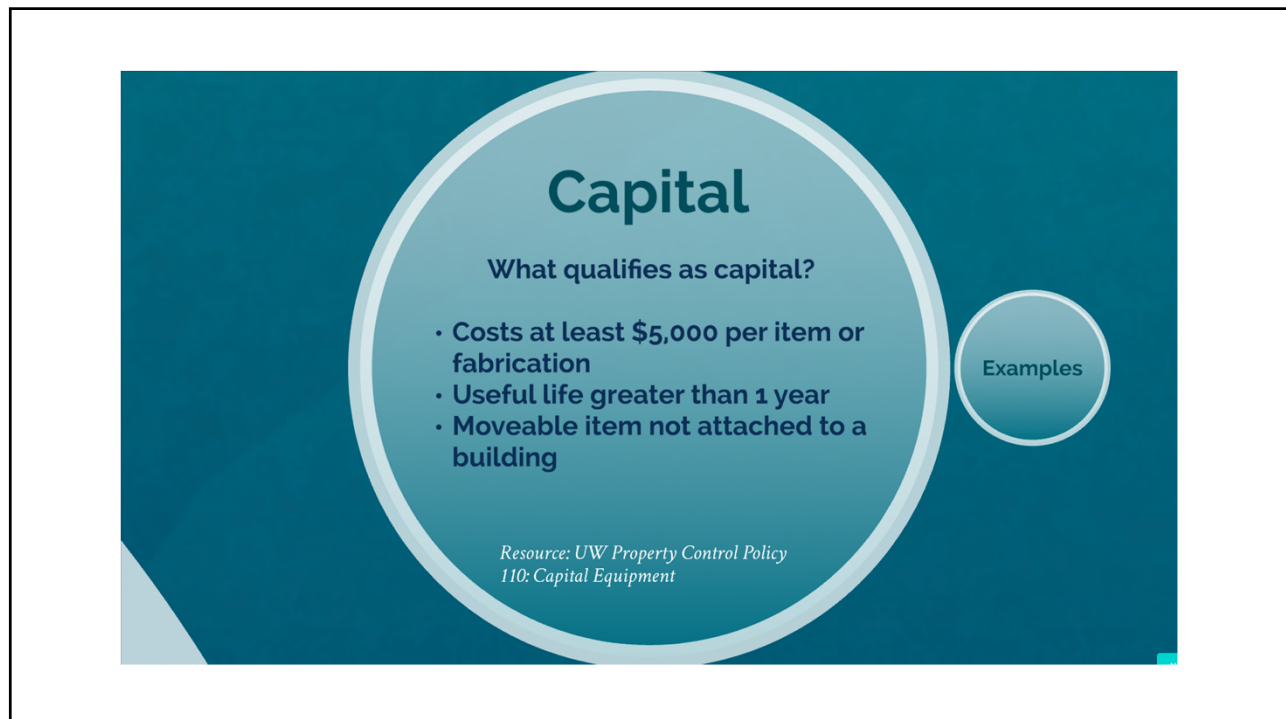 Capital
What qualifies as capital?
• Costs at least $5,000 per item or
fabrication
• Useful life greater than 1 year
• Moveable item not attached to a
building
Resource: UW Property Control Policy
110: Capital Equipment
Examples